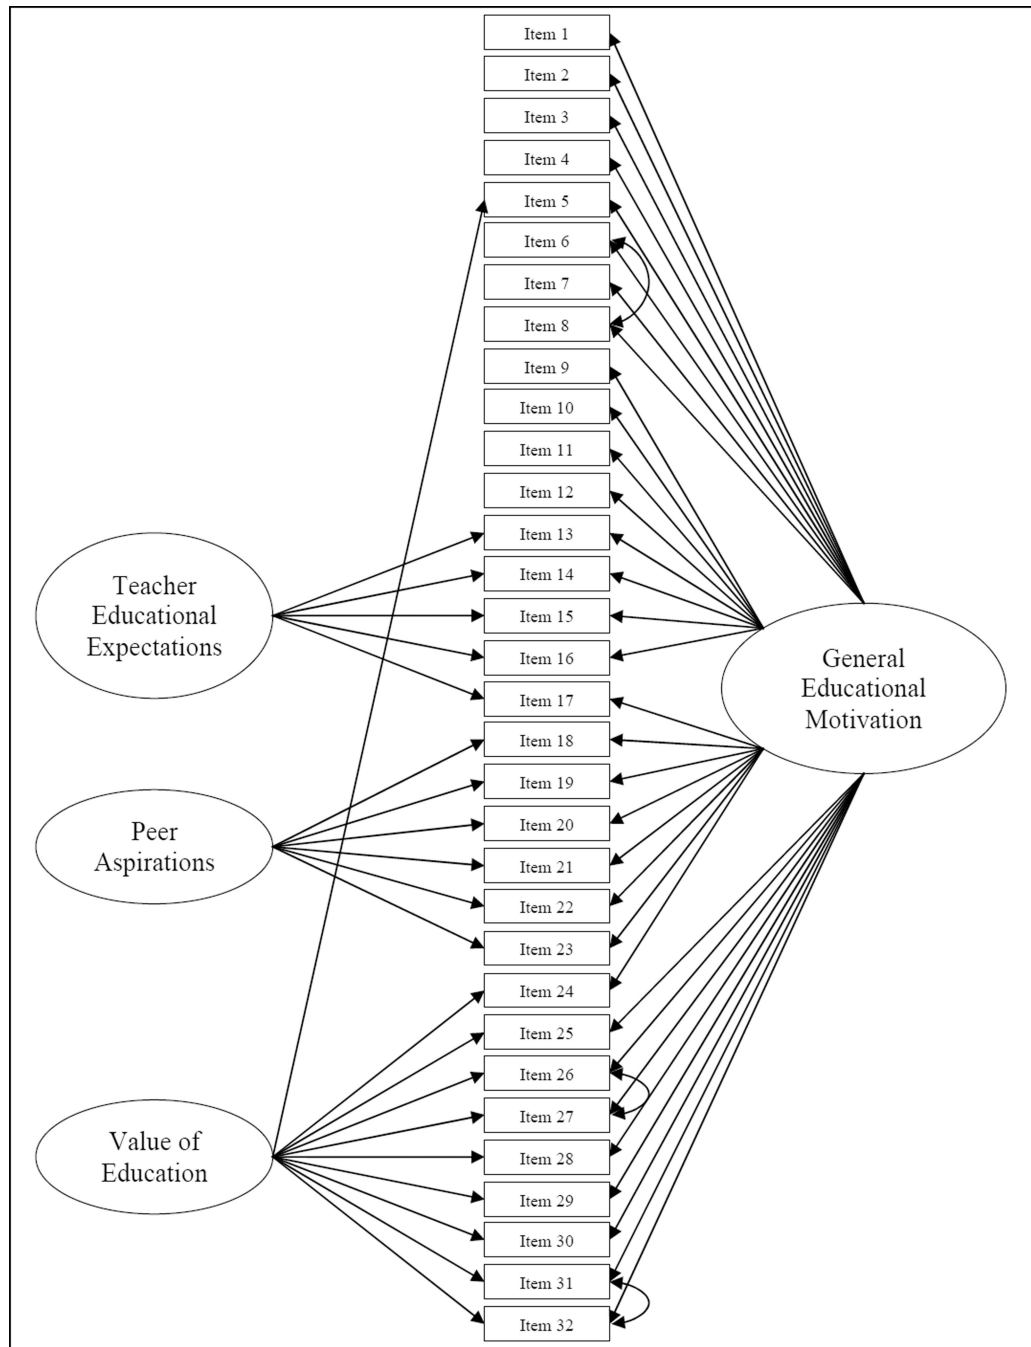 Item 1
Item 2
Item 3
Item 4
Item 5
Item 6
Item 7
Item 8
Item 9
Item 10
Item 11
Item 12
Item 13
Item 14
Item 15
Item 16
Item 17
Item 18
Item 19
Item 20
Item 21
Item 22
Item 23
Item 24
Item 25
Item 26
Item 27
Item 28
Item 29
Item 30
Item 31
Item 32
Teacher
Educational
Expectations
Peer
Aspirations
Value of
Education
General
Educational
Motivation